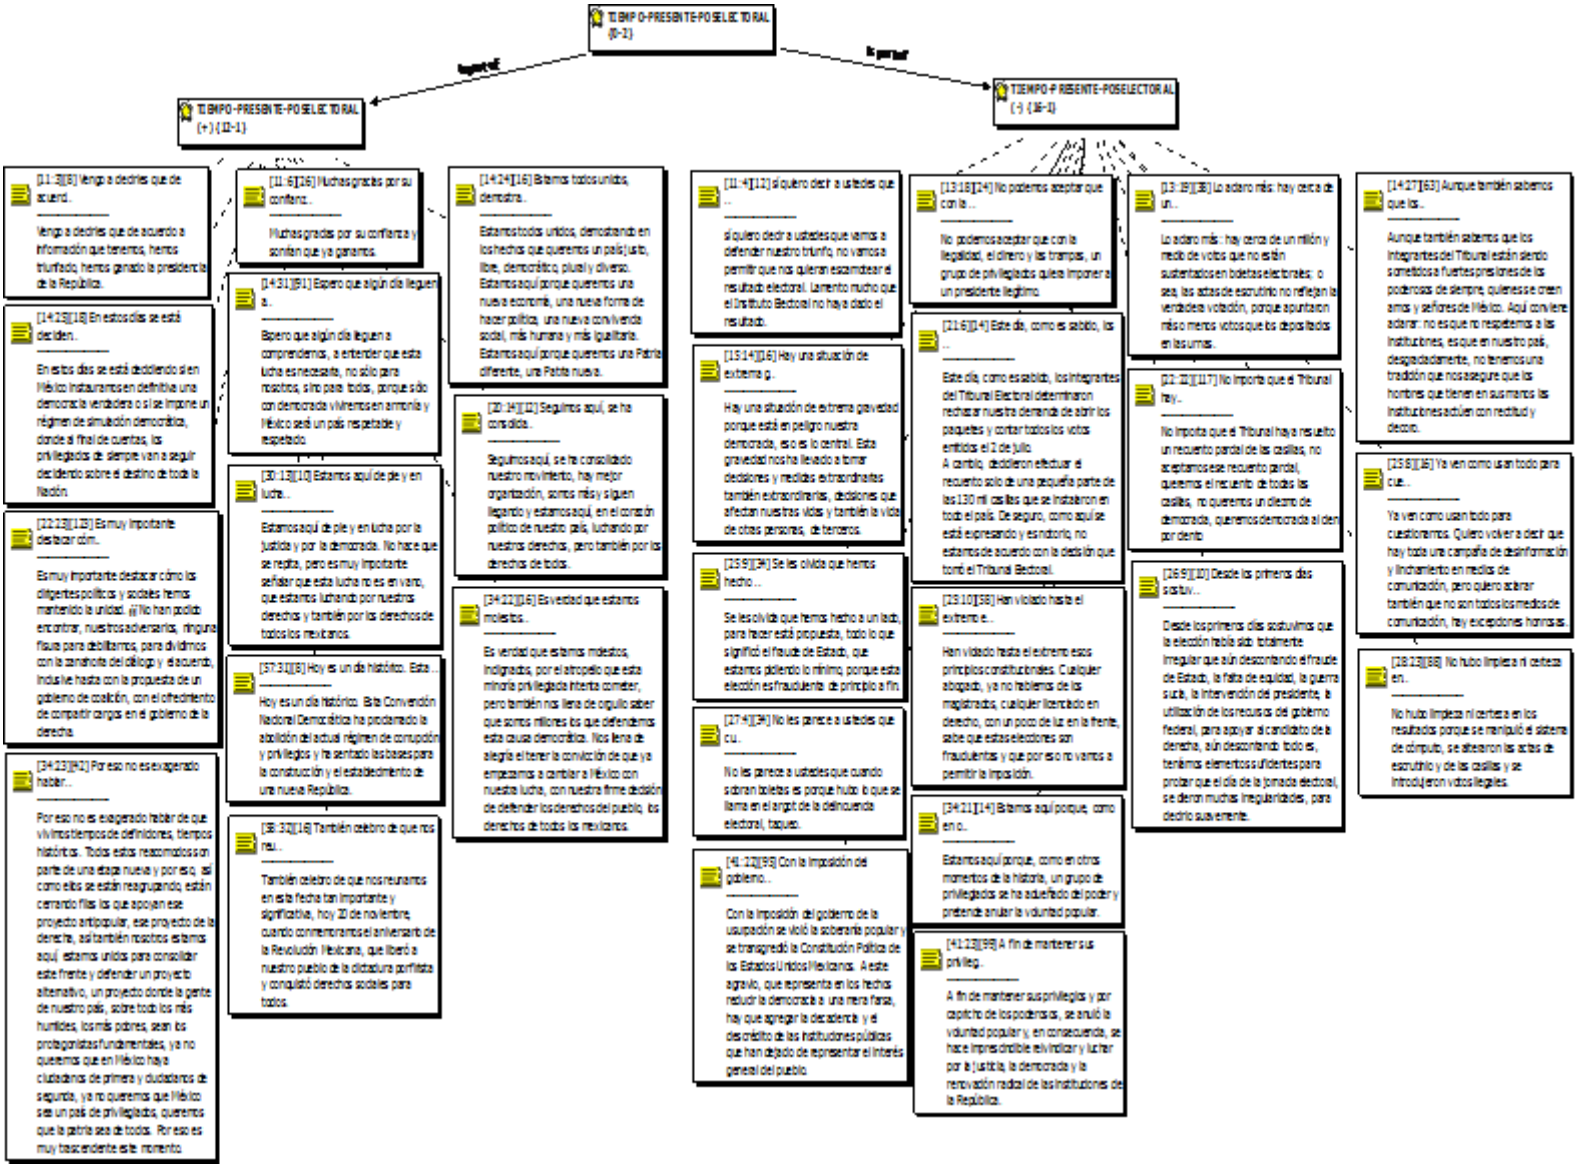 TIEMPO-PRESENTE-POSELECTORAL
{0-2}
is part of
is part of
TIEMPO-PRESENTE-POSELECTORAL
(+) {12-1}
TIEMPO-PRESENTE-POSELECTORAL
(-) {16-1}
[11:3][8] Vengo a decirles que de
acuerd..
Vengo a decirles que de acuerdo a
información que tenemos, hemos
triunfado, hemos ganado la presidencia
de la República.
[14:25][18] En estos días se está
deciden..
En estos días se está decidiendo si en
México instauramos en definitiva una
democracia verdadera o si se impone un
régimen de simulación democrática,
donde al final de cuentas, los
privilegiados de siempre van a seguir
decidiendo sobre el destino de toda la
Nación.
[22:23][123] Es muy importante
destacar cóm..
Es muy importante destacar cómo los
dirigentes políticos y sociales hemos
mantenido la unidad. No han podido
encontrar, nuestros adversarios, ninguna
fisura para debilitarnos, para dividirnos
con la zanahoria del diálogo y el acuerdo,
inclusive hasta con la propuesta de un
gobierno de coalición, con el ofrecimiento
de compartir cargos en el gobierno de la
derecha.
[34:23][42] Por eso no es exagerado
hablar..
Por eso no es exagerado hablar de que
vivimos tiempos de definiciones, tiempos
históricos. Todos estos reacomodos son
parte de una etapa nueva y por eso, así
como ellos se están reagrupando, están
cerrando filas los que apoyan ese
proyecto antipopular, ese proyecto de la
derecha, así también nosotros estamos
aquí, estamos unidos para consolidar
este frente y defender un proyecto
alternativo, un proyecto donde la gente
de nuestro país, sobre todo los más
humildes, los más pobres, sean los
protagonistas fundamentales, ya no
queremos que en México haya
ciudadanos de primera y ciudadanos de
segunda, ya no queremos que México
sea un país de privilegiados, queremos
que la patria sea de todos. Por eso es
muy trascendente este momento.
[11:6][26] Muchas gracias por su
confianz..
Muchas gracias por su confianza y
sonrían que ya ganamos.
[14:31][91] Espero que algún día lleguen
a..
Espero que algún día lleguen a
comprendernos, a entender que esta
lucha es necesaria, no sólo para
nosotros, sino para todos, porque sólo
con democracia viviremos en armonía y
México será un país respetable y
respetado.
[30:13][10] Estamos aquí de pie y en
lucha..
Estamos aquí de pie y en lucha por la
justicia y por la democracia. No hace que
se repita, pero es muy importante
señalar que esta lucha no es en vano,
que estamos luchando por nuestros
derechos y también por los derechos de
todos los mexicanos.
[57:31][8] Hoy es un día histórico. Esta...
Hoy es un día histórico. Esta Convención
Nacional Democrática ha proclamado la
abolición del actual régimen de corrupción
y privilegios y ha sentado las bases para
la construcción y el establecimiento de
una nueva República.
[58:32][16] También celebro de que nos
reu..
También celebro de que nos reunamos
en esta fecha tan importante y
significativa, hoy 20 de noviembre,
cuando conmemoramos el aniversario de
la Revolución Mexicana, que liberó a
nuestro pueblo de la dictadura porfirista
y conquistó derechos sociales para
todos.
[14:24][16] Estamos todos unidos,
demostra..
Estamos todos unidos, demostrando en
los hechos que queremos un país justo,
libre, democrático, plural y diverso.
Estamos aquí porque queremos una
nueva economía, una nueva forma de
hacer política, una nueva convivencia
social, más humana y más igualitaria.
Estamos aquí porque queremos una Patria
diferente, una Patria nueva.
[20:14][12] Seguimos aquí, se ha
consolida..
Seguimos aquí, se ha consolidado
nuestro movimiento, hay mejor
organización, somos más y siguen
llegando y estamos aquí, en el corazón
político de nuestro país, luchando por
nuestros derechos, pero también por los
derechos de todos.
[34:22][16] Es verdad que estamos
molestos..
Es verdad que estamos molestos,
indignados, por el atropello que esta
minoría privilegiada intenta cometer,
pero también nos llena de orgullo saber
que somos millones los que defendemos
esta causa democrática. Nos llena de
alegría el tener la convicción de que ya
empezamos a cambiar a México con
nuestra lucha, con nuestra firme decisión
de defender los derechos del pueblo, los
derechos de todos los mexicanos.
[11:4][12] sí quiero decir a ustedes que
..
sí quiero decir a ustedes que vamos a
defender nuestro triunfo, no vamos a
permitir que nos quieran escamotear el
resultado electoral. Lamento mucho que
el Instituto Electoral no haya dado el
resultado.
[15:14][16] Hay una situación de
extrema g..
Hay una situación de extrema gravedad
porque está en peligro nuestra
democracia, eso es lo central. Esta
gravedad nos ha llevado a tomar
decisiones y medidas extraordinarias
también extraordinarias, decisiones que
afectan nuestras vidas y también la vida
de otras personas, de terceros.
[25:9][34] Se les olvida que hemos
hecho ..
Se les olvida que hemos hecho a un lado,
para hacer está propuesta, todo lo que
significó el fraude de Estado, que
estamos pidiendo lo mínimo, porque esta
elección es fraudulenta de principio a fin.
[27:4][34] No les parece a ustedes que
cu..
No les parece a ustedes que cuando
sobran boletas es porque hubo lo que se
llama en el argot de la delincuencia
electoral, taqueo.
[41:22][95] Con la imposición del
gobierno..
Con la imposición del gobierno de la
usurpación se violó la soberanía popular y
se transgredió la Constitución Política de
los Estados Unidos Mexicanos. A este
agravio, que representa en los hechos
reducir la democracia a una mera farsa,
hay que agregar la decadencia y el
descrédito de las instituciones públicas
que han dejado de representar el interés
general del pueblo.
[13:18][24] No podemos aceptar que
con la ..
No podemos aceptar que con la
ilegalidad, el dinero y las trampas, un
grupo de privilegiados quiera imponer a
un presidente ilegítimo.
[21:6][14] Este día, como es sabido, los
..
Este día, como es sabido, los integrantes
del Tribunal Electoral determinaron
rechazar nuestra demanda de abrir los
paquetes y contar todos los votos
emitidos el 2 de julio.
A cambio, decidieron efectuar el
recuento solo de una pequeña parte de
las 130 mil casillas que se instalaron en
todo el país. De seguro, como aquí se
está expresando y es notorio, no
estamos de acuerdo con la decisión que
tomó el Tribunal Electoral.
[23:10][58] Han violado hasta el
extremo e..
Han violado hasta el extremo esos
principios constitucionales. Cualquier
abogado, ya no hablemos de los
magistrados, cualquier licenciado en
derecho, con un poco de luz en la frente,
sabe que estas elecciones son
fraudulentas y que por eso no vamos a
permitir la imposición.
[34:21][14] Estamos aquí porque, como
en o..
Estamos aquí porque, como en otros
momentos de la historia, un grupo de
privilegiados se ha adueñado del poder y
pretende anular la voluntad popular.
[41:23][99] A fin de mantener sus
privileg..
A fin de mantener sus privilegios y por
capricho de los poderosos, se anuló la
voluntad popular y, en consecuencia, se
hace imprescindible reivindicar y luchar
por la justicia, la democracia y la
renovación radical de las instituciones de
la República.
[13:19][38] Lo aclaro más: hay cerca de
un..
Lo aclaro más: hay cerca de un millón y
medio de votos que no están
sustentados en boletas electorales; o
sea, las actas de escrutinio no reflejan la
verdadera votación, porque apuntaron
más o menos votos que los depositados
en las urnas.
[22:22][117] No importa que el Tribunal
hay..
No importa que el Tribunal haya resuelto
un recuento parcial de las casillas, no
aceptamos ese recuento parcial,
queremos el recuento de todas las
casillas, no queremos un diezmo de
democracia, queremos democracia al cien
por ciento
[26:9][10] Desde los primeros días
sostuv..
Desde los primeros días sostuvimos que
la elección había sido totalmente
irregular que aún descontando el fraude
de Estado, la falta de equidad, la guerra
sucia, la intervención del presidente, la
utilización de los recursos del gobierno
federal, para apoyar al candidato de la
derecha, aún descontando todo es,
teníamos elementos suficientes para
probar que el día de la jornada electoral,
se dieron muchas irregularidades, para
decirlo suavemente.
[14:27][63] Aunque también sabemos
que los..
Aunque también sabemos que los
integrantes del Tribunal están siendo
sometidos a fuertes presiones de los
poderosos de siempre, quienes se creen
amos y señores de México. Aquí conviene
aclarar: no es que no respetemos a las
instituciones, es que en nuestro país,
desgraciadamente, no tenemos una
tradición que nos asegure que los
hombres que tienen en sus manos las
instituciones actúen con rectitud y
decoro.
[25:8][16] Ya ven como usan todo para
cue..
Ya ven como usan todo para
cuestionarnos. Quiero volver a decir que
hay toda una campaña de desinformación
y linchamiento en medios de
comunicación, pero quiero aclarar
también que no son todos los medios de
comunicación, hay excepciones honrosas.
[28:23][88] No hubo limpieza ni certeza
en..
No hubo limpieza ni certeza en los
resultados porque se manipuló el sistema
de cómputo, se alteraron las actas de
escrutinio y de las casillas y se
introdujeron votos ilegales.